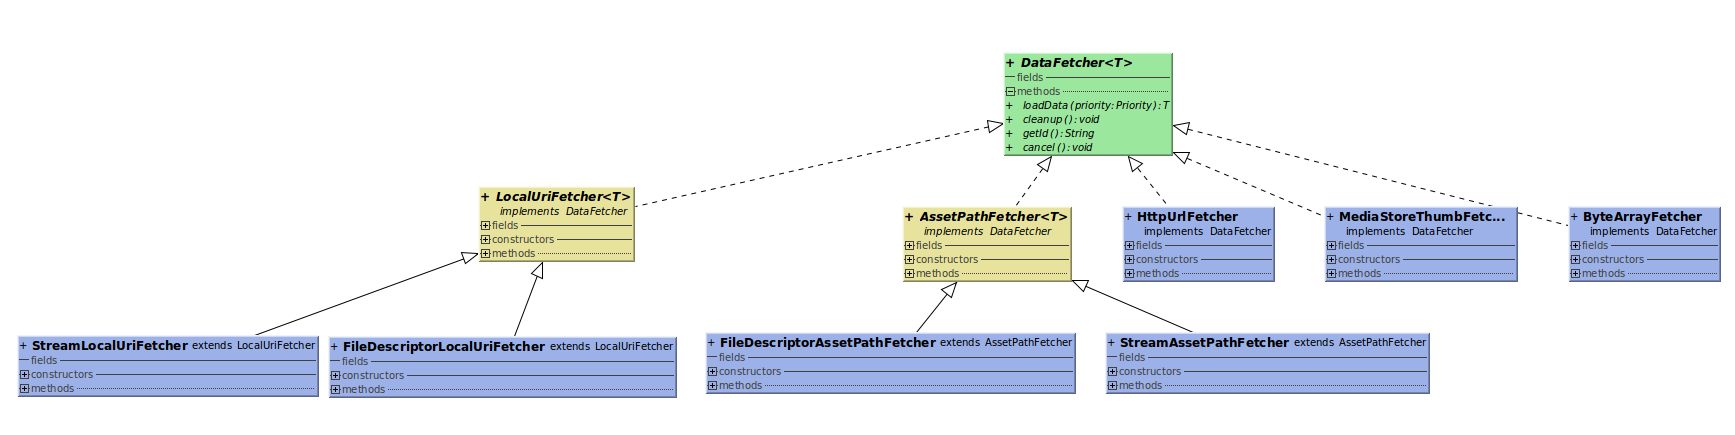 + DataFetcher<T>
fields
methods
+ loadData(priority:Priority):T
+ cleanup():void
+ getId():String
+ cancel():void
+ LocalUriFetcher<T>
implements DataFetcher
fields
constructors
methods
+ AssetPathFetcher<T>
implements DataFetcher
fields
constructors
methods
+ HttpUrlFetcher
implements DataFetcher
fields
constructors
methods
+ MediaStoreThumbFetc...
implements DataFetcher
fields
constructors
methods
+ ByteArrayFetcher
implements DataFetcher
fields
constructors
methods
+ StreamLocalUriFetcher extends LocalUriFetcher
fields
constructors
methods
+ FileDescriptorLocalUriFetcher extends LocalUriFetcher
fields
constructors
methods
+ FileDescriptorAssetPathFetcher extends AssetPathFetcher
fields
constructors
methods
+ StreamAssetPathFetcher extends AssetPathFetcher
fields
constructors
methods